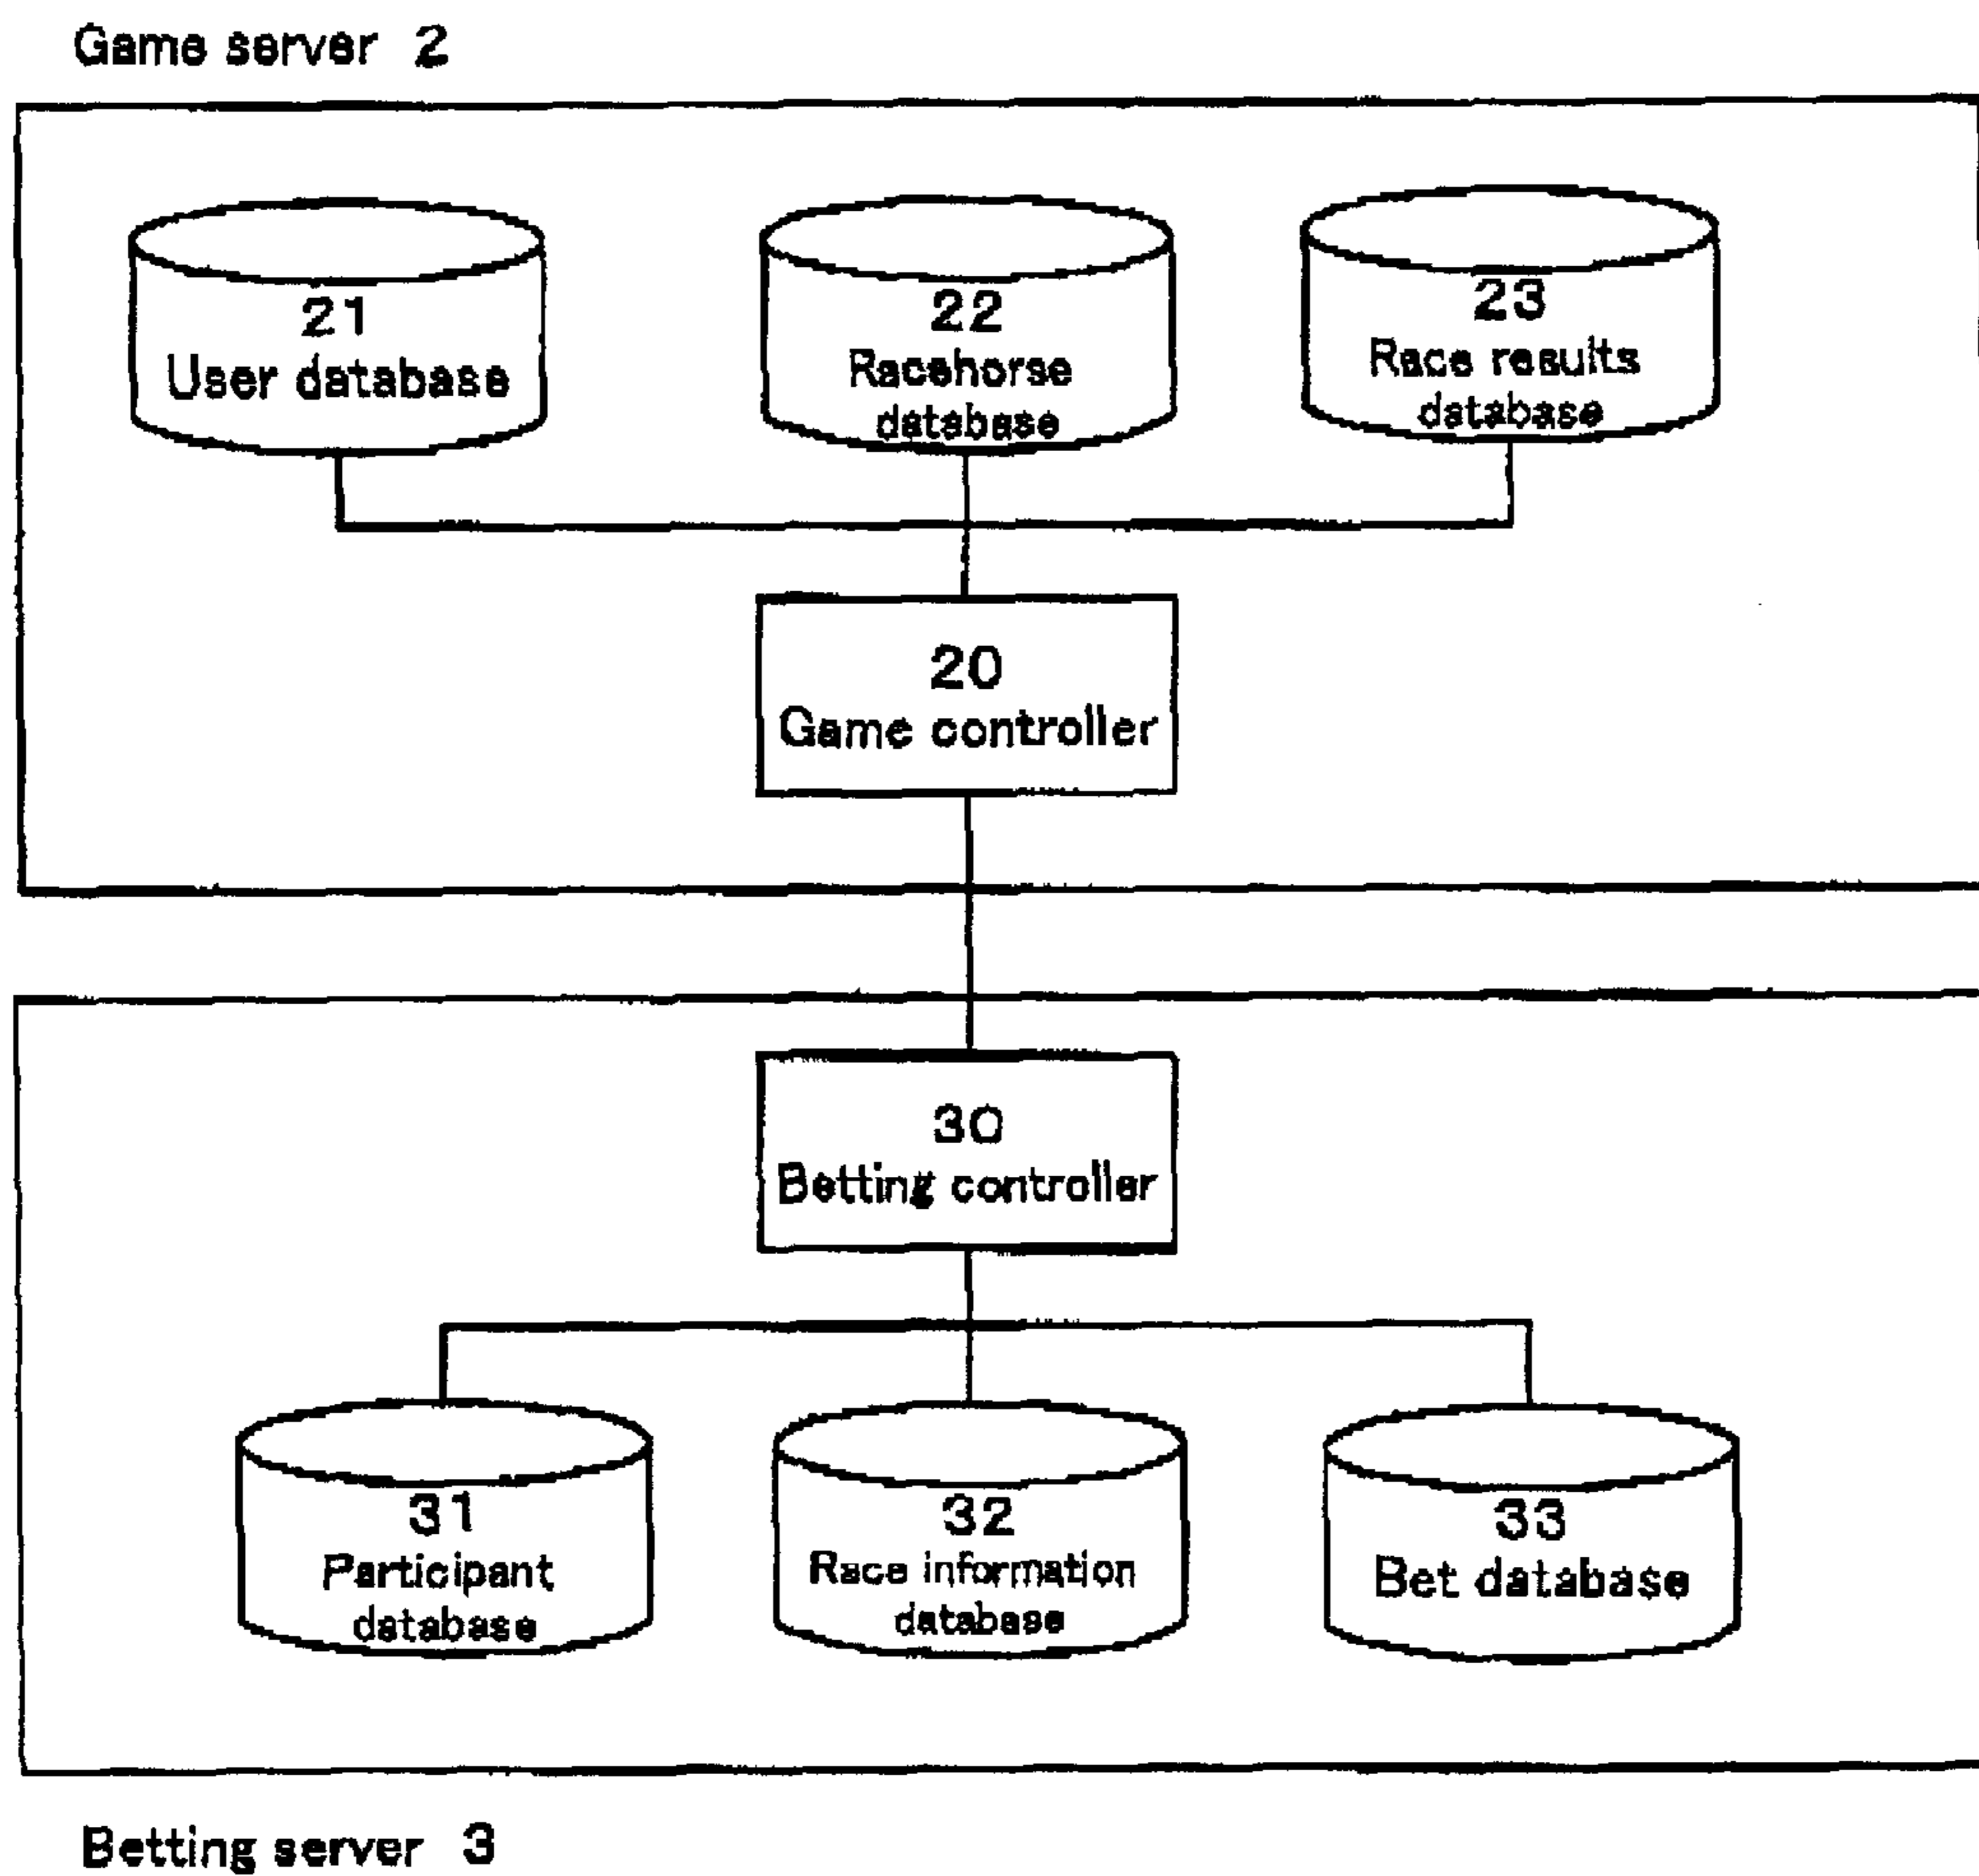 Game server 2
21
User database
22
Racehorse
database
23
Race results
database
20
Game controller
30
Betting controller
31
Participant
database
32
Race information
database
33
Bet database
Betting server 3